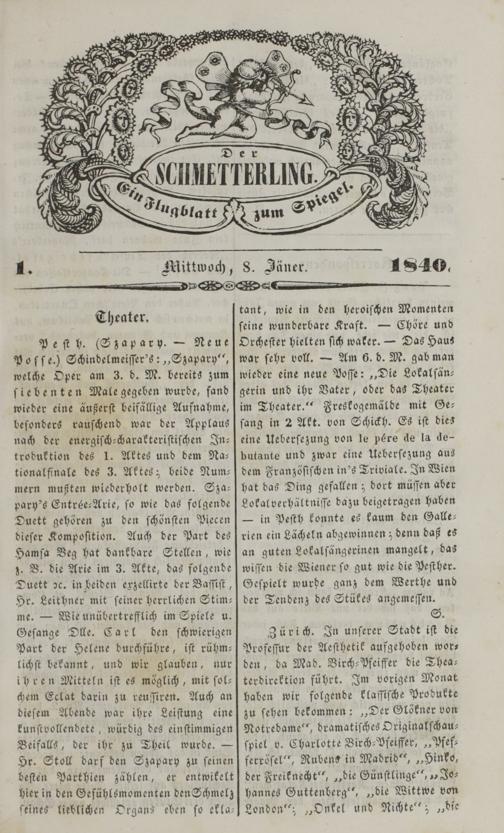 Der
SCHMETTERLING.
Ein Flugblatt zum Spiegel.
1. Mittwoch, 8. Jäner. 1840.
Theater.
Pesth. (Szapary. — Neue
Posse.) Schindelmeisser's: „Szapary“,
welche Oper am 3. d. M. bereits zum
siebenten Male gegeben wurde, fand
wieder eine äußerst beifällige Aufnahme,
besonders rauschend war der Applaus
nach der energisch-charakteristischen In-
troduktion des 1. Aktes und dem Na-
tionalfinale des 3. Aktes; beide Num-
mern mußten wiederholt werden. Sza-
pary's Entrée-Arie, so wie das folgende
Duett gehören zu den schönsten Piecen
dieser Komposition. Auch der Part des
Hamsa Beg hat dankbare Stellen, wie
z. B. die Arie im 3. Akte, das folgende
Duett ꝛc. in beiden exzellirte der Bassist,
Hr. Leithner mit seiner herrlichen Stim-
me. — Wie unübertrefflich im Spiele u.
Gesange Dlle. Carl den schwierigen
Part der Helene durchführe, ist rühm-
lichst bekannt, und wir glauben, nur
ihren Mitteln ist es möglich, mit sol-
chem Eclat darin zu reussiren. Auch an
diesem Abende war ihre Leistung eine
kunstvollendete, würdig des einstimmigen
Beifalls, der ihr zu Theil wurde. —
Hr. Stoll darf den Szapary zu seinen
besten Parthien zählen, er entwikelt
hier in den Gefühlsmomenten den Schmelz
seines lieblichen Organs eben so ekla-
tant, wie in den heroischen Momenten
seine wunderbare Kraft. — Chöre und
Orchester hielten sich waker. — Das Haus
war sehr voll. — Am 6. d. M. gab man
wieder eine neue Posse: „Die Lokalsän-
gerin und ihr Vater, oder das Theater
im Theater.“ Freskogemälde mit Ge-
sang in 2 Akt. von Schickh. Es ist dies
eine Uebersezung von le pére de la de-
butante und zwar eine Uebersezung aus
dem Französischen in's Triviale. In Wien
hat das Ding gefallen; dort müssen aber
Lokalverhältnisse dazu beigetragen haben
— in Pesth konnte es kaum den Galle-
rien ein Lächeln abgewinnen; denn daß es
an guten Lokalsängerinen mangelt, das
wissen die Wiener so gut wie die Pesther.
Gespielt wurde ganz dem Werthe und
der Tendenz des Stükes angemessen.
S.
Zürich. In unserer Stadt ist die
Professur der Aesthetik aufgehoben wor-
den, da Mad. Birch-Pfeiffer die Thea-
terdirektion führt. Im vorigen Monat
haben wir folgende klassische Produkte
zu sehen bekommen: „Der Glökner von
Notredame“, dramatisches Originalschau-
spiel v. Charlotte Birch-Pfeiffer, „Pfef-
ferrösel“, Rubens in Madrid“, „Hinko,
der Freiknecht“, „die Günstlinge“, „Jo-
hannes Guttenberg“, „die Wittwe von
London“; „Onkel und Nichte“; „die